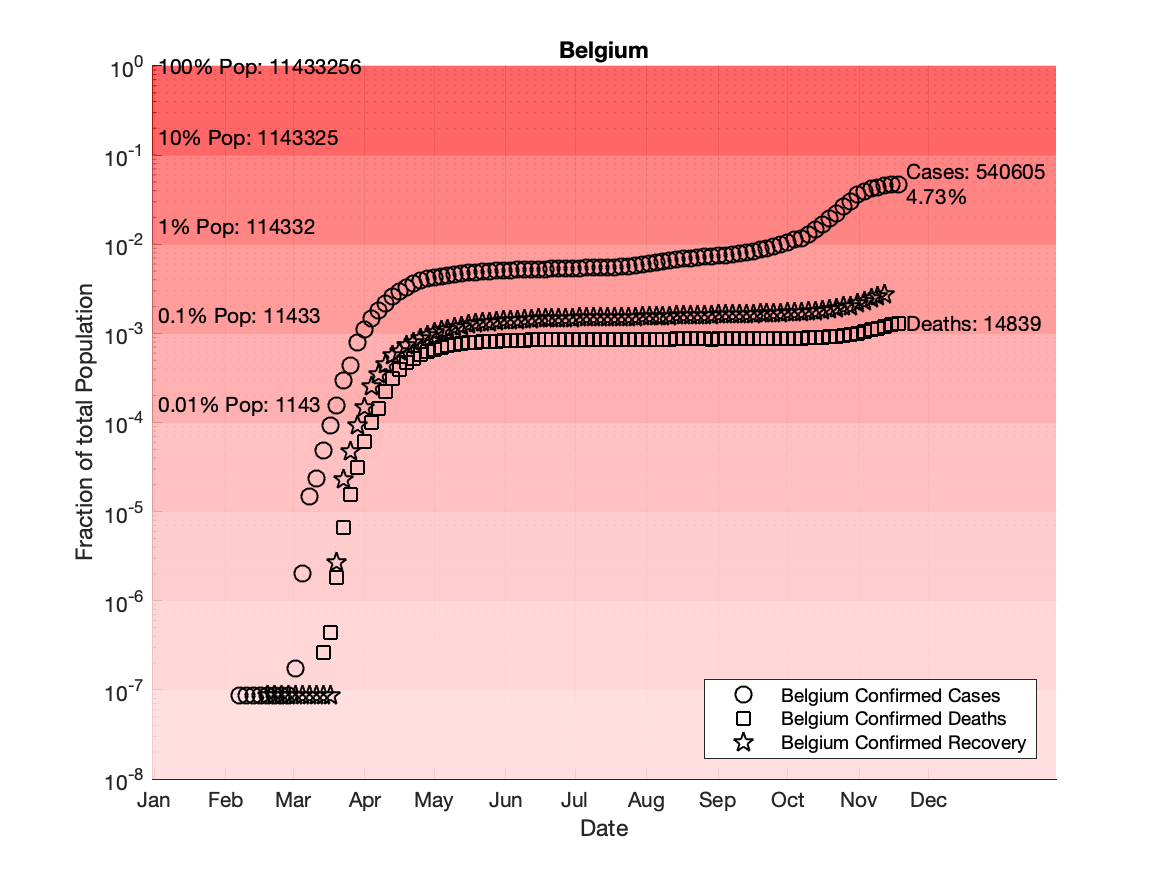 Belgium
10^0
100% Pop: 11433256
10% Pop: 1143325
10^-1
Cases: 540605
4.73%
1% Pop: 114332
10^-2
0.1% Pop: 11433
Deaths: 14839
10^-3
0.01% Pop: 1143
10^-4
10^-5
10^-6
10^-7
10^-8
Fraction of total Population
Belgium Confirmed Cases
Belgium Confirmed Deaths
Belgium Confirmed Recovery
Jan Feb Mar Apr May Jun Jul Aug Sep Oct Nov Dec
Date